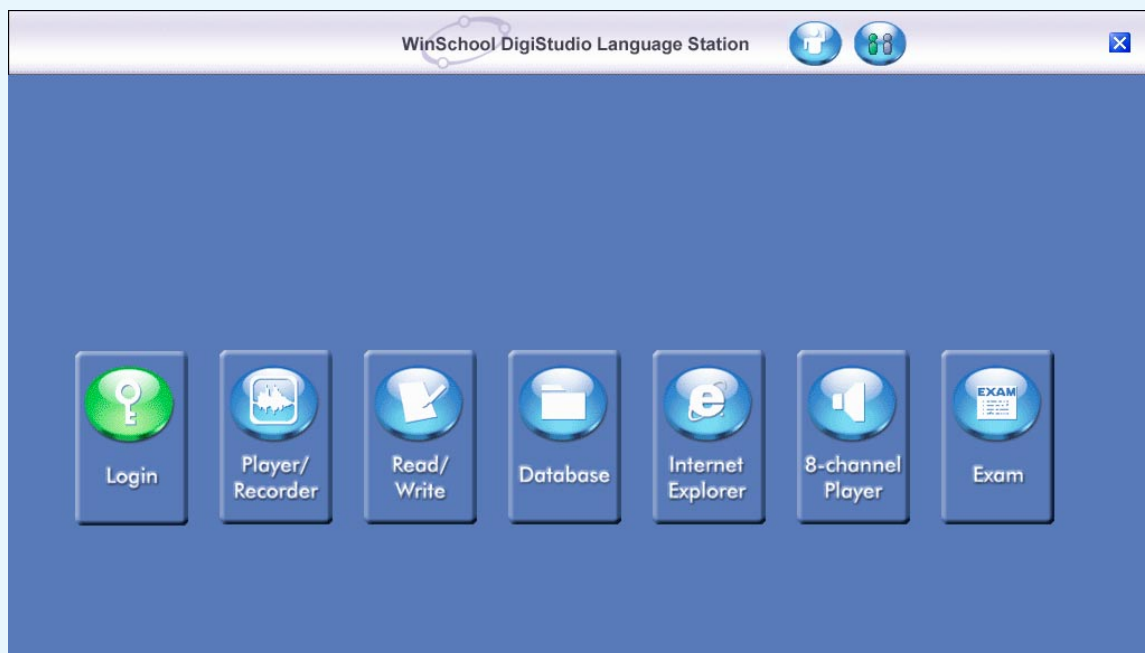 WinSchool DigiStudio Language Station
Login
Player/
Recorder
Read/
Write
Database
Internet
Explorer
8-channel
Player
EXAM
Exam